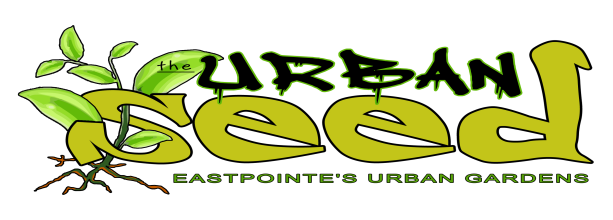 the URBAN
Seed
EASTPOINTE'S URBAN GARDENS